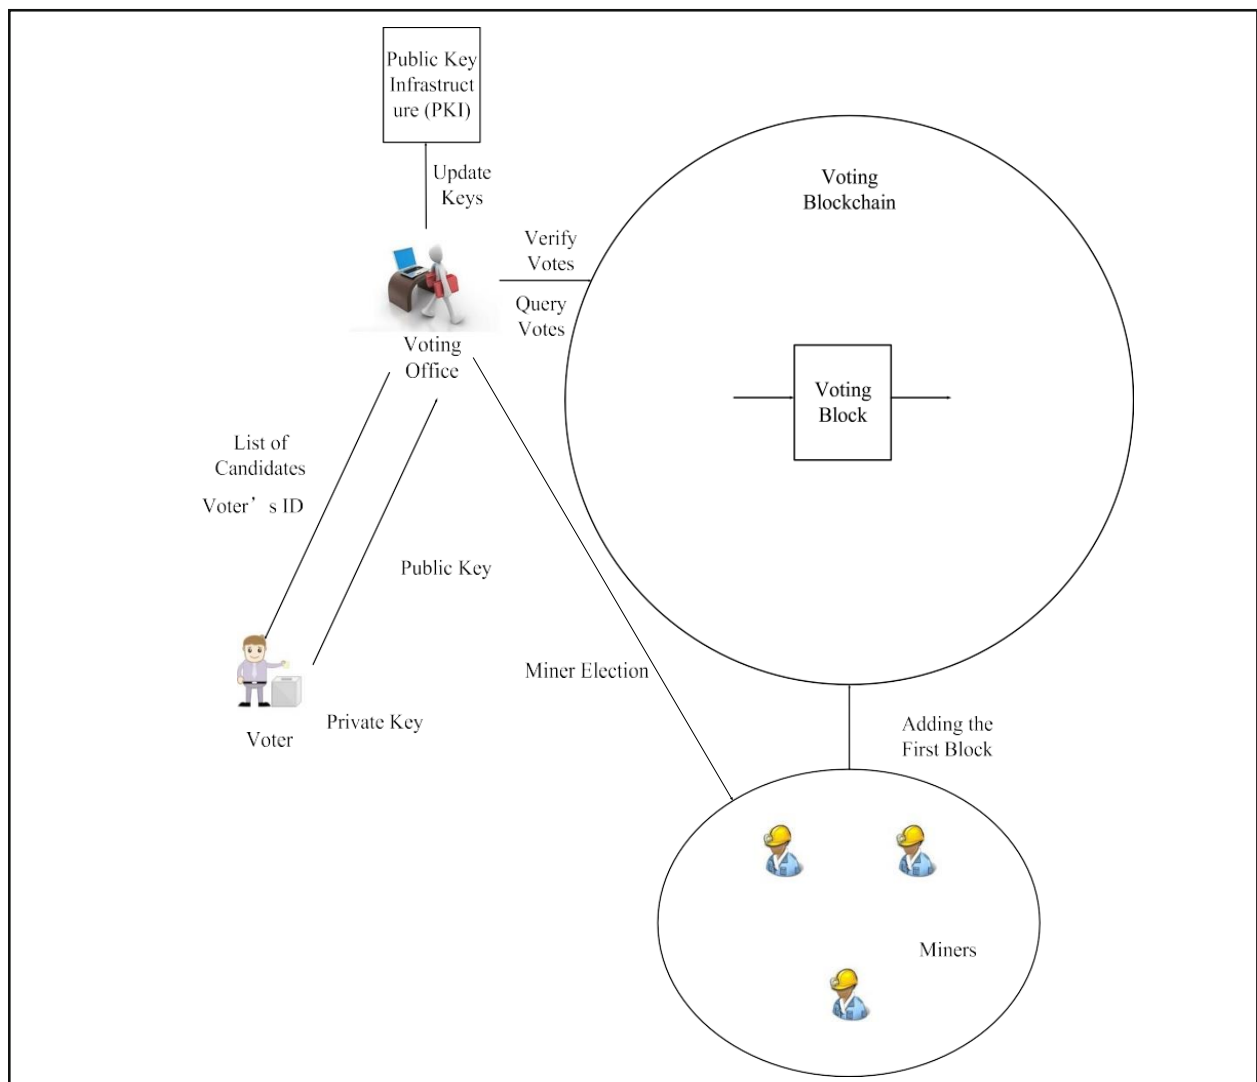 Public Key
Infrastruct
ure (PKI)
Update
Keys
Voting
Blockchain
Verify
Votes
Query
Votes
Voting
Office
Voting
Block
List of
Candidates
Voter’s ID
Public Key
Miner Election
Private Key
Voter
Adding the
First Block
Miners